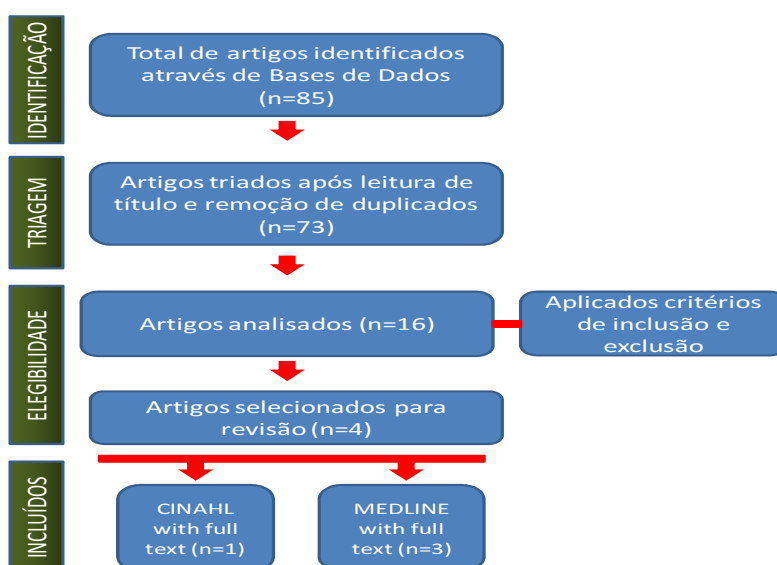 IDENTIFICAÇÃO
Total de artigos identificados
através de Bases de Dados
(n=85)
TRIAGEM
Artigos triados após leitura de
título e remoção de duplicados
(n=73)
ELEGIBILIDADE
Artigos analisados (n=16)
Aplicados critérios
de inclusão e
exclusão
Artigos selecionados para
revisão (n=4)
INCLUÍDOS
CINAHL
with full
text (n=1)
MEDLINE
with full
text (n=3)